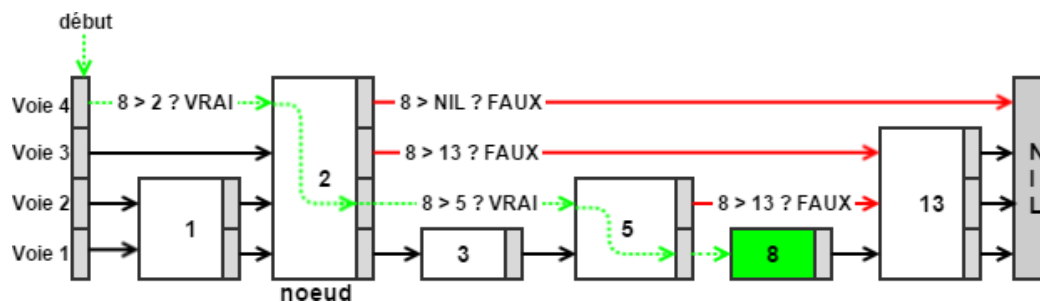 début
Voie 4
8 > 2 ? VRAI
8 > NIL ? FAUX
Voie 3
8 > 13 ? FAUX
2
NIL
Voie 2
1
8 > 5 ? VRAI
5
8 > 13 ? FAUX
13
Voie 1
3
8
noeud